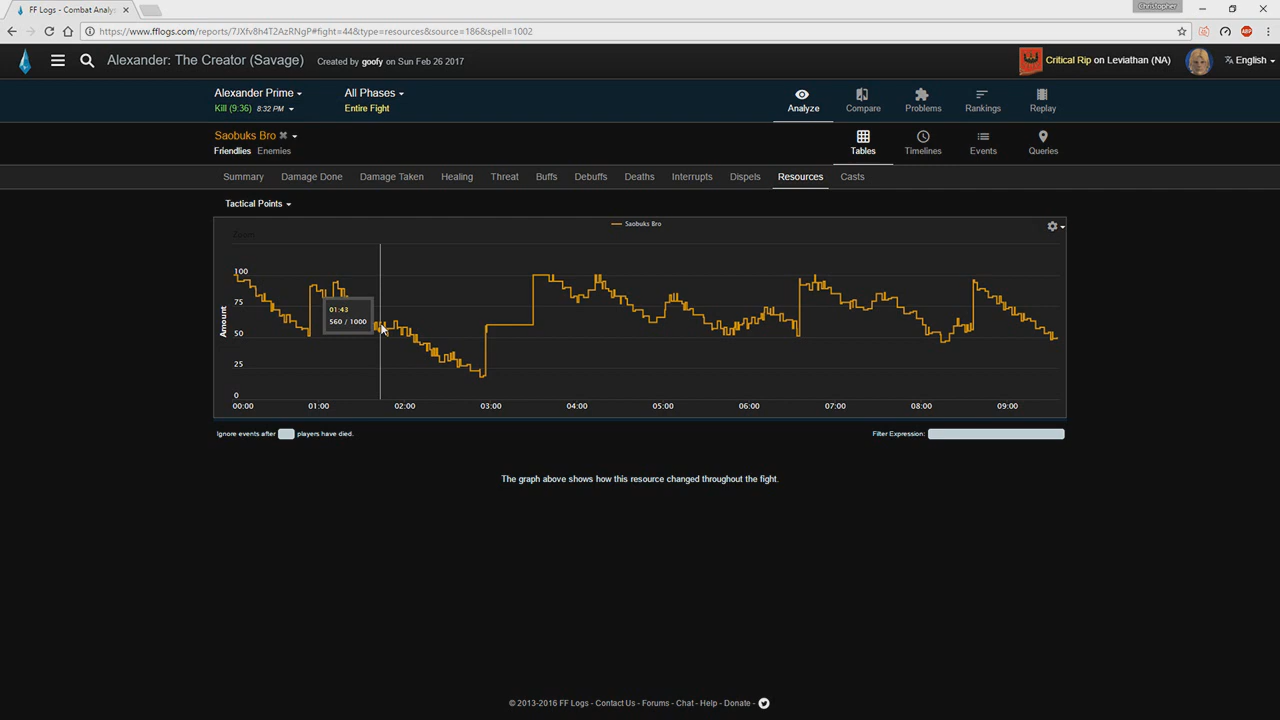 Christopher
FF Logs - Combat Analys
https://www.fflogs.com/reports/7JXfv8h4T2AzRNgP#fight=44&type=resources&source=186&spell=1002
ABP
Alexander: The Creator (Savage) Created by goofy on Sun Feb 26 2017 Critical Rip on Leviathan (NA) English
Alexander Prime All Phases
Kill (9:36) 8:32 PM Entire Fight
Analyze Compare Problems Rankings Replay
Saobuks Bro
Friendlies Enemies
Tables Timelines Events Queries
Summary Damage Done Damage Taken Healing Threat Buffs Debuffs Deaths Interrupts Dispels Resources Casts
Tactical Points
Saobuks Bro
Zoom
100
75
50
25
0
Amount
01:43
560 / 1000
00:00 01:00 02:00 03:00 04:00 05:00 06:00 07:00 08:00 09:00
Ignore events after players have died. Filter Expression:
The graph above shows how this resource changed throughout the fight.
© 2013-2016 FF Logs - Contact Us - Forums - Chat - Help - Donate -